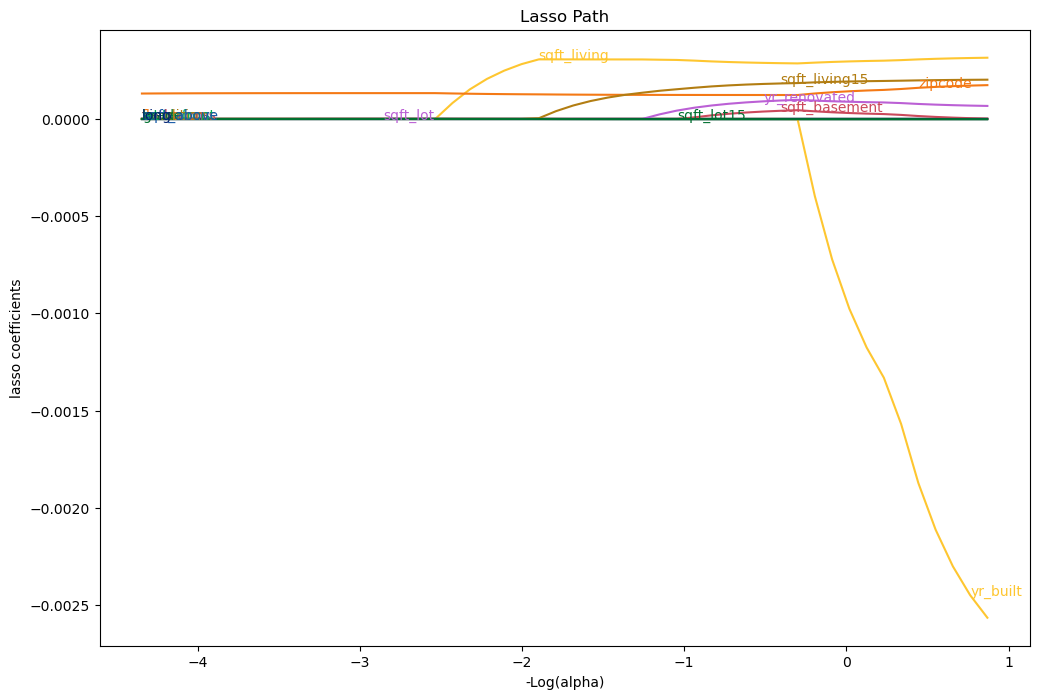 Lasso Path
sqft_living
sqft_living15
zipcode
yr_renovated
sqft_basement
sqft_lot
sqft_lot15
yr_built
0.0000
−0.0005
−0.0010
−0.0015
−0.0020
−0.0025
lasso coefficients
−4
−3
−2
−1
0
1
-Log(alpha)